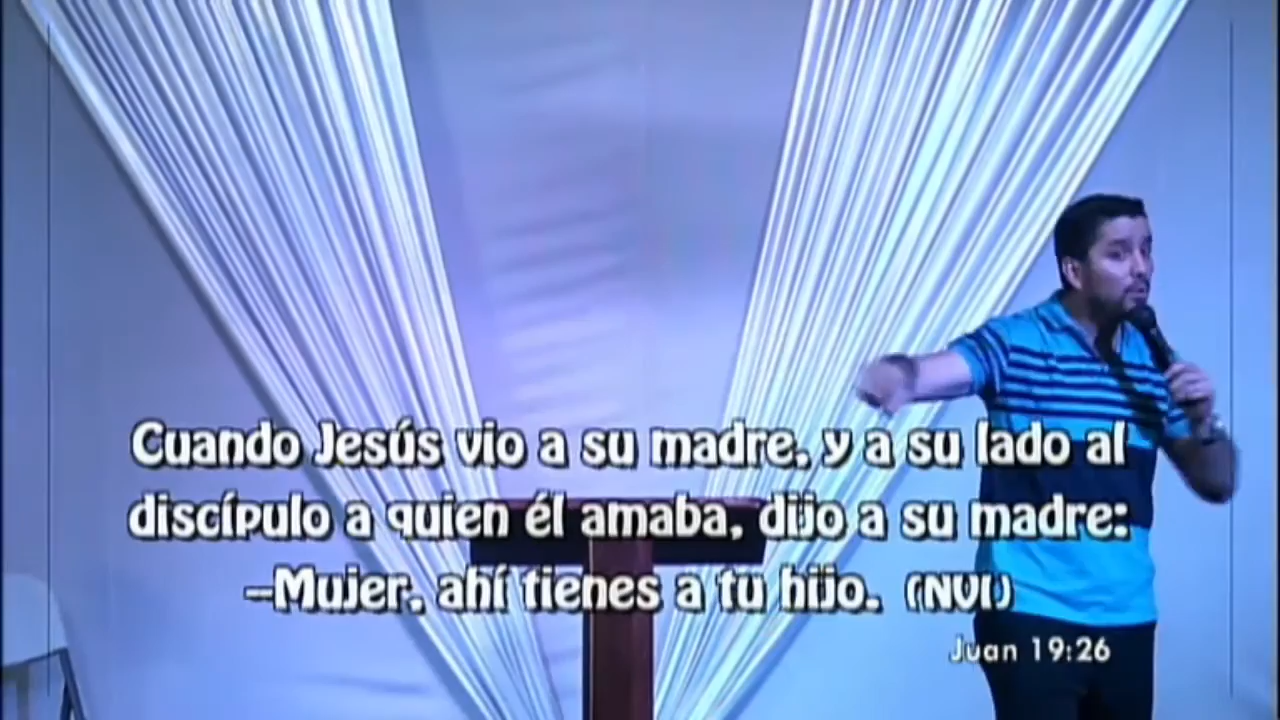 Cuando Jesús vio a su madre, y a su lado al
discípulo a quien él amaba, dijo a su madre:
–Mujer, ahí tienes a tu hijo. (NVI)
Juan 19:26